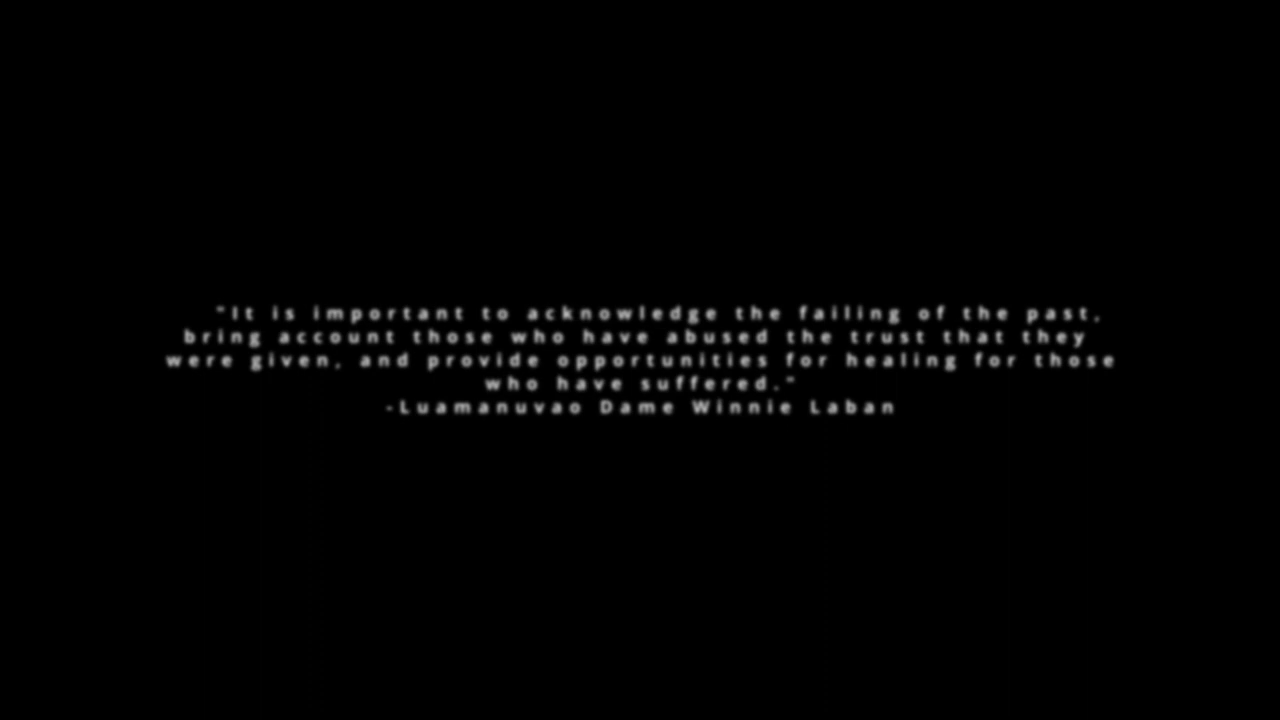 "It is important to acknowledge the failing of the past,
bring account those who have abused the trust that they
were given, and provide opportunities for healing for those
who have suffered."
-Luamanuvao Dame Winnie Laban